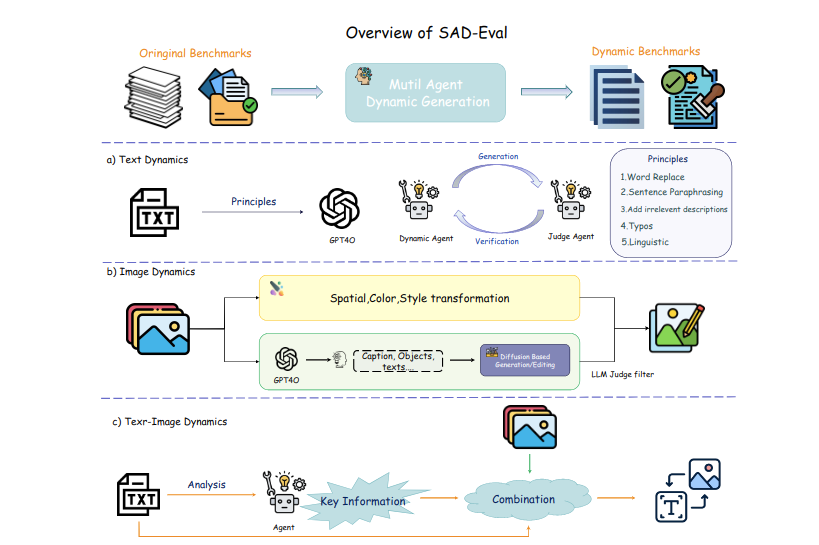 Overview of SAD-Eval
Oringinal Benchmarks
Dynamic Benchmarks
Mutil Agent
Dynamic Generation
a) Text Dynamics
TXT
Principles
GPT4O
Generation
Dynamic Agent
Judge Agent
Verification
Principles
1.Word Replace
2.Sentence Paraphrasing
3.Add irrelevent descriptions
4.Typos
5.Linguistic
b) Image Dynamics
Spatial,Color,Style transformation
GPT4O
Caption, Objects,
texts...
Diffusion Based
Generation/Editing
LLM Judge filter
c) Texr-Image Dynamics
TXT
Analysis
Agent
Key Information
Combination
T